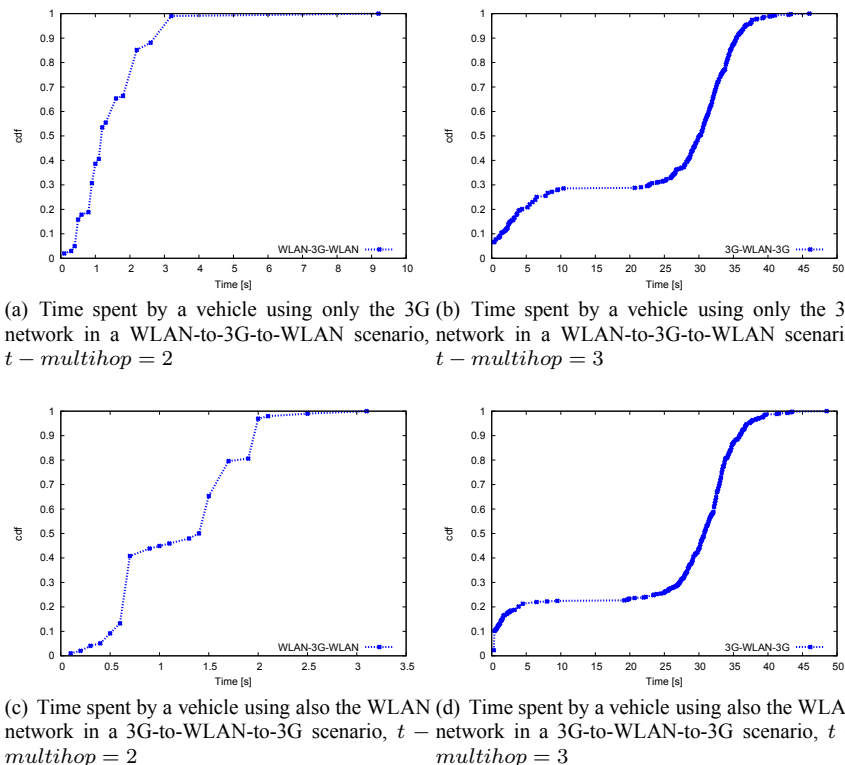 1
0.9
0.8
0.7
0.6
0.5
0.4
0.3
0.2
0.1
0
cdf
0 1 2 3 4 5 6 7 8 9 10
Time [s]
WLAN-3G-WLAN
1
0.9
0.8
0.7
0.6
0.5
0.4
0.3
0.2
0.1
0
cdf
0 5 10 15 20 25 30 35 40 45 50
Time [s]
3G-WLAN-3G
(a) Time spent by a vehicle using only the 3G
network in a WLAN-to-3G-to-WLAN scenario,
t − multihop = 2
(b) Time spent by a vehicle using only the 3
network in a WLAN-to-3G-to-WLAN scenari
t − multihop = 3
1
0.9
0.8
0.7
0.6
0.5
0.4
0.3
0.2
0.1
0
cdf
0 0.5 1 1.5 2 2.5 3 3.5
Time [s]
WLAN-3G-WLAN
1
0.9
0.8
0.7
0.6
0.5
0.4
0.3
0.2
0.1
0
cdf
0 5 10 15 20 25 30 35 40 45 50
Time [s]
3G-WLAN-3G
(c) Time spent by a vehicle using also the WLAN
network in a 3G-to-WLAN-to-3G scenario, t −
multihop = 2
(d) Time spent by a vehicle using also the WLA
network in a 3G-to-WLAN-to-3G scenario, t
multihop = 3